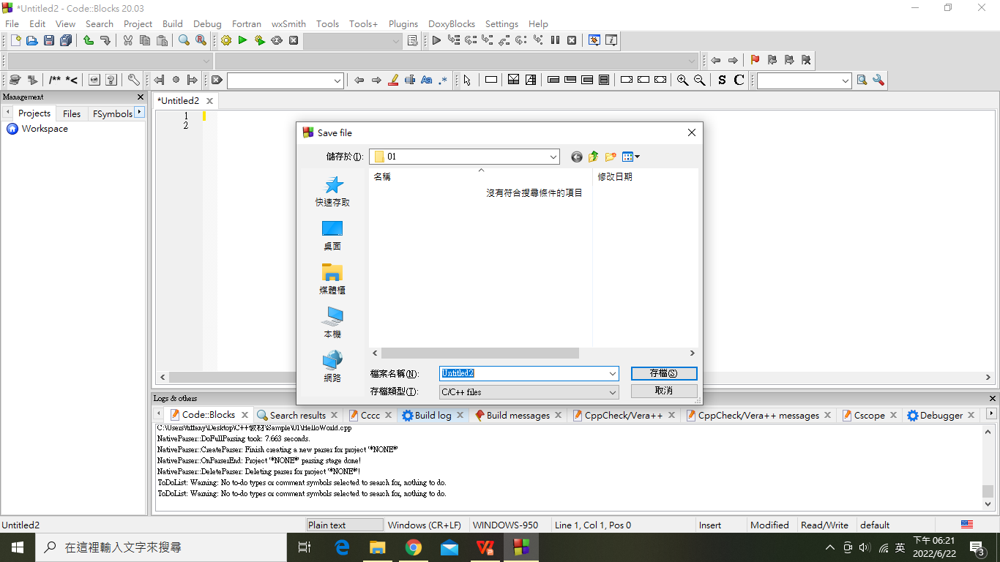 *Untitled2 - Code::Blocks 20.03
File Edit View Search Project Build Debug Fortran wxSmith Tools Tools+ Plugins DoxyBlocks Settings Help
/** *< Aa .* S C
Management
*Untitled2
Projects Files FSymbols
Workspace
1
2
Save file
儲存於(I): 01
名稱 修改日期
沒有符合搜尋條件的項目
快速存取
桌面
媒體櫃
本機
網路
檔案名稱(N): Untitled2 存檔(S)
存檔類型(T): C/C++ files 取消
Logs & others
Code::Blocks Search results Cccc Build log Build messages CppCheck/Vera++ CppCheck/Vera++ messages Cscope Debugger
C:\Users\tiffany\Desktop\C++教材\Sample\01\HelloWorld.cpp
NativeParser::DoFullParsing took: 7.663 seconds.
NativeParser::CreateParser: Finish creating a new parser for project '*NONE*'
NativeParser::OnParserEnd: Project '*NONE*' parsing stage done!
NativeParser::DeleteParser: Deleting parser for project '*NONE*'!
ToDoList: Warning: No to-do types or comment symbols selected to search for, nothing to do.
ToDoList: Warning: No to-do types or comment symbols selected to search for, nothing to do.
Untitled2 Plain text Windows (CR+LF) WINDOWS-950 Line 1, Col 1, Pos 0 Insert Modified Read/Write default
在這裡輸入文字來搜尋
英 下午 06:21
2022/6/22 3